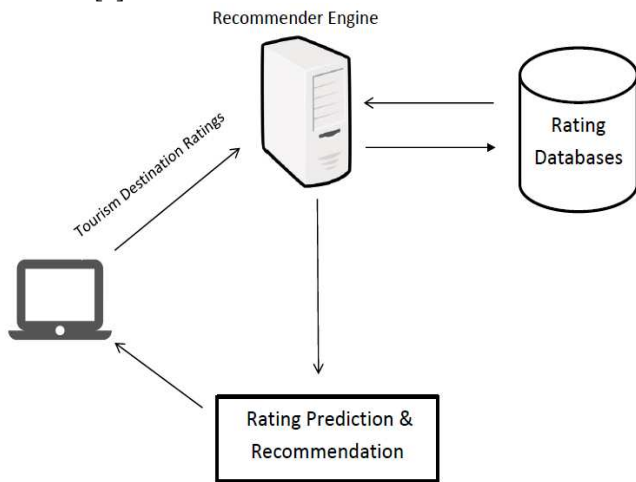 Recommender Engine
Tourism Destination Ratings
Rating
Databases
Rating Prediction &
Recommendation